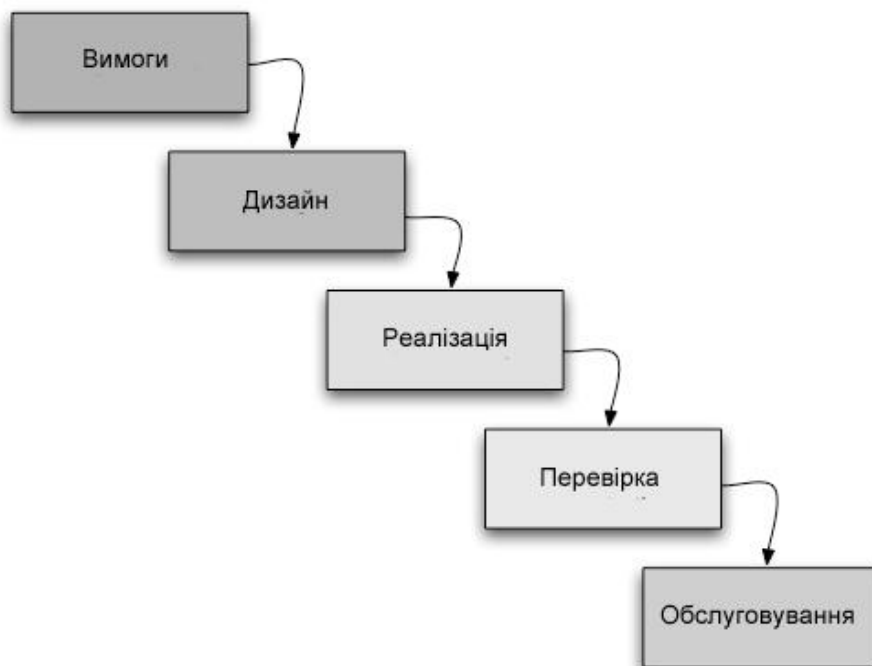 Вимоги
Дизайн
Реалізація
Перевірка
Обслуговування